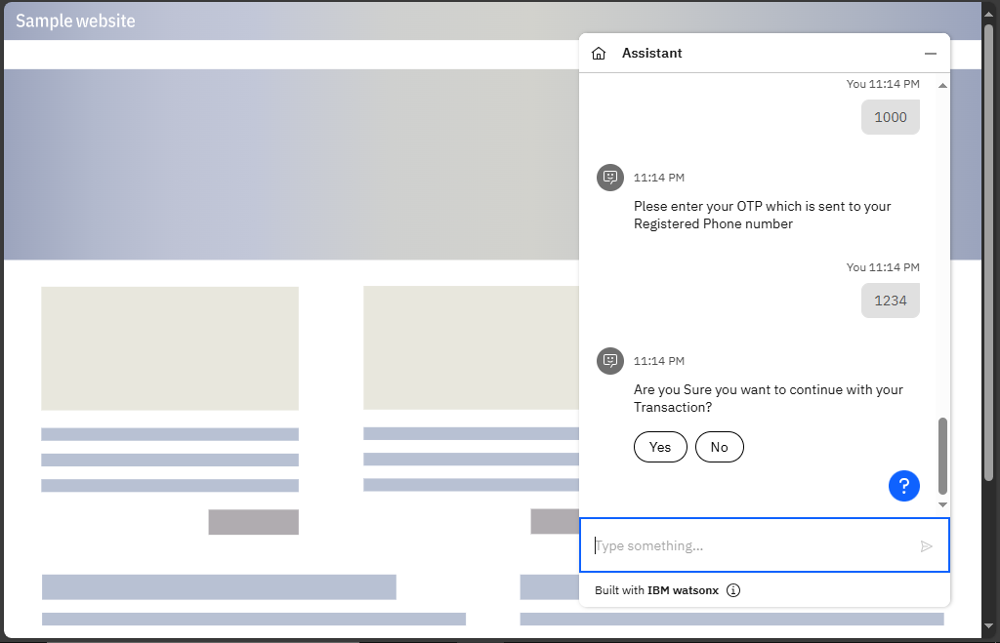 Sample website
Assistant
You 11:14 PM
1000
11:14 PM
Plese enter your OTP which is sent to your
Registered Phone number
You 11:14 PM
1234
11:14 PM
Are you Sure you want to continue with your
Transaction?
Yes No
?
Type something...
Built with IBM watsonx